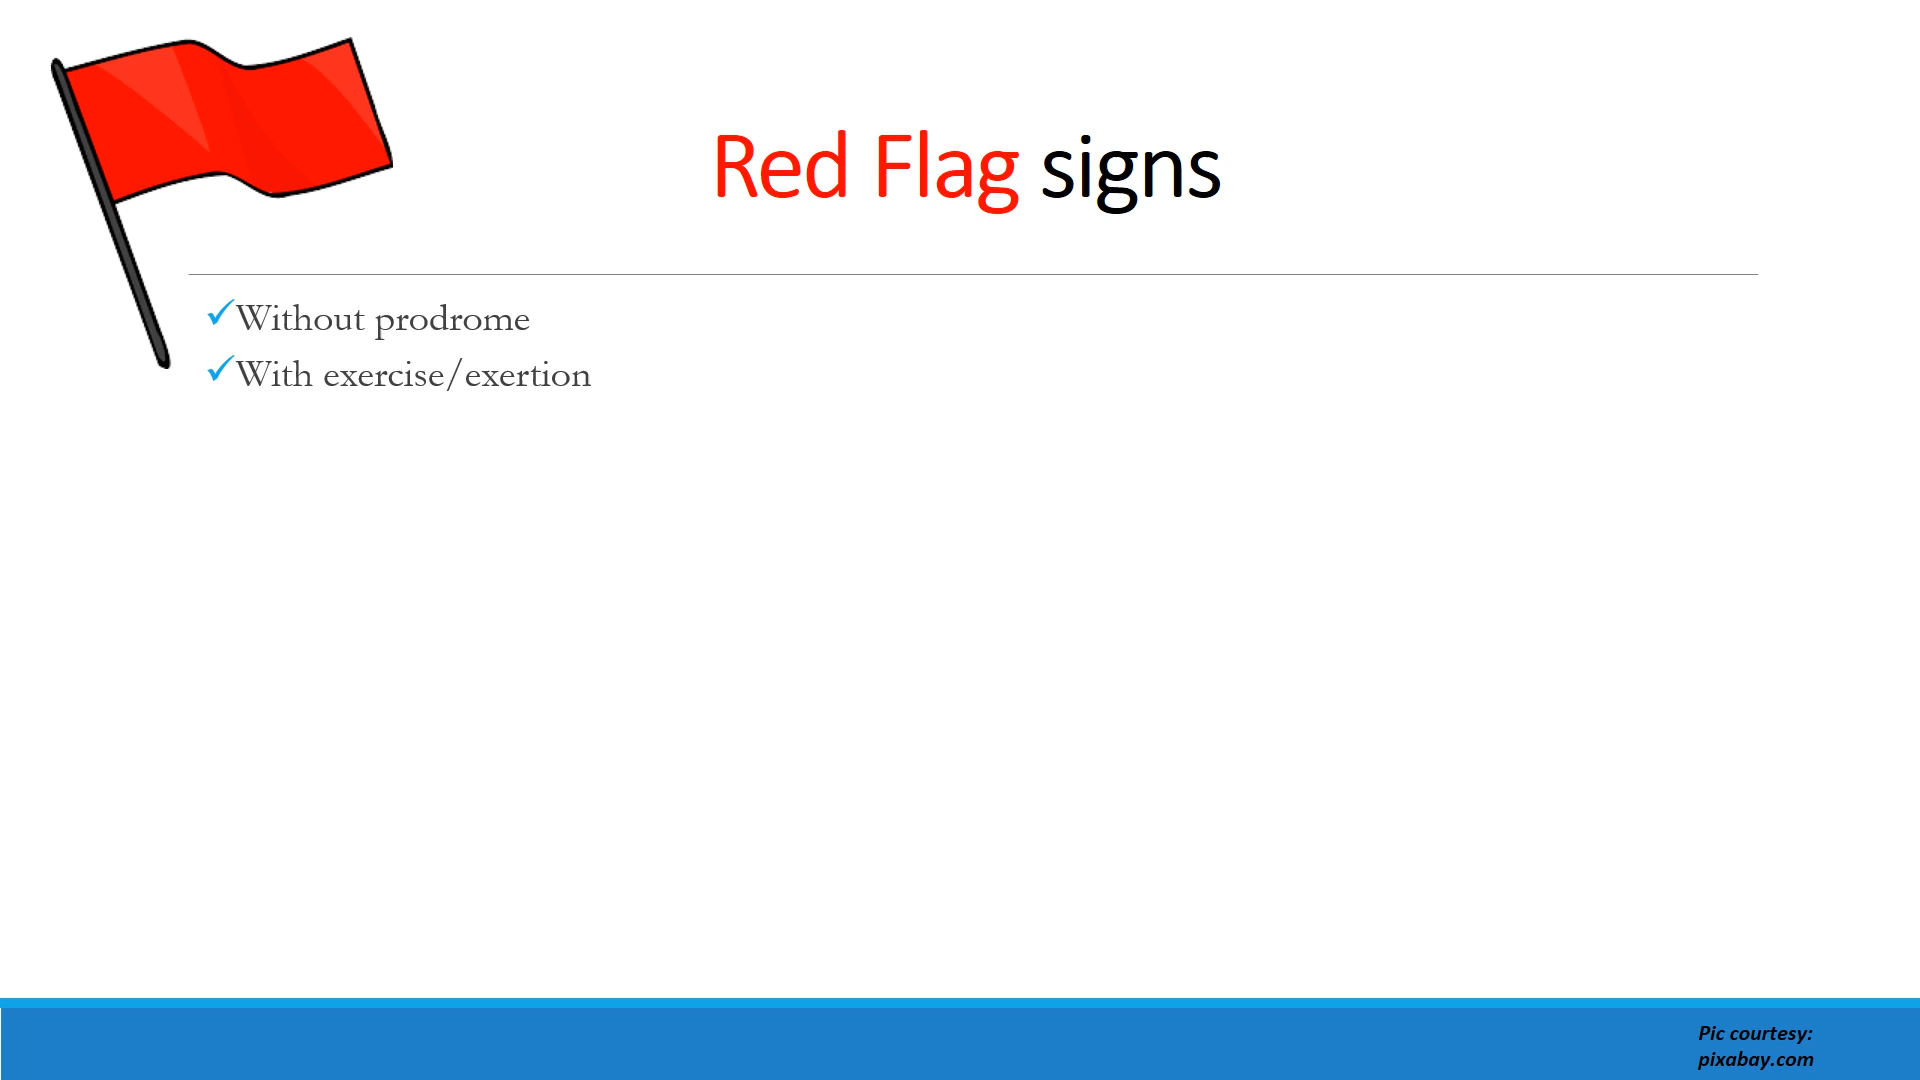 Red Flag signs
Without prodrome
With exercise/exertion
Pic courtesy:
pixabay.com